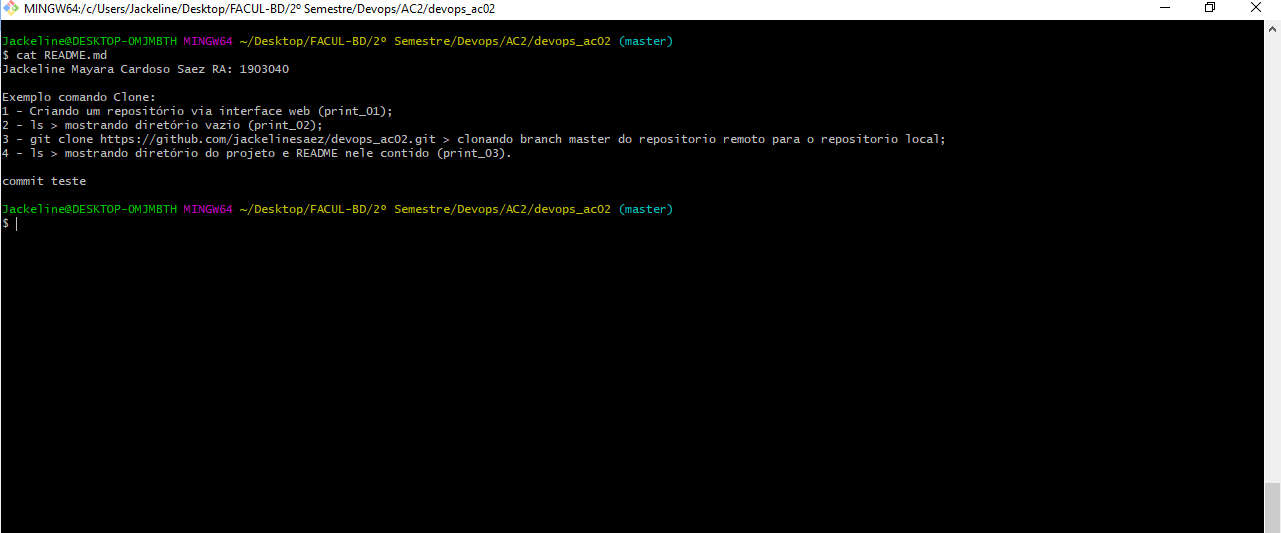 MINGW64:/c/Users/Jackeline/Desktop/FACUL-BD/2º Semestre/Devops/AC2/devops_ac02
Jackeline@DESKTOP-OMJMBTH MINGW64 ~/Desktop/FACUL-BD/2º Semestre/Devops/AC2/devops_ac02 (master)
$ cat README.md
Jackeline Mayara Cardoso Saez RA: 1903040
Exemplo comando Clone:
1 - Criando um repositório via interface web (print_01);
2 - ls > mostrando diretório vazio (print_02);
3 - git clone https://github.com/jackelinesaez/devops_ac02.git > clonando branch master do repositorio remoto para o repositorio local;
4 - ls > mostrando diretório do projeto e README nele contido (print_03).
commit teste
Jackeline@DESKTOP-OMJMBTH MINGW64 ~/Desktop/FACUL-BD/2º Semestre/Devops/AC2/devops_ac02 (master)
$